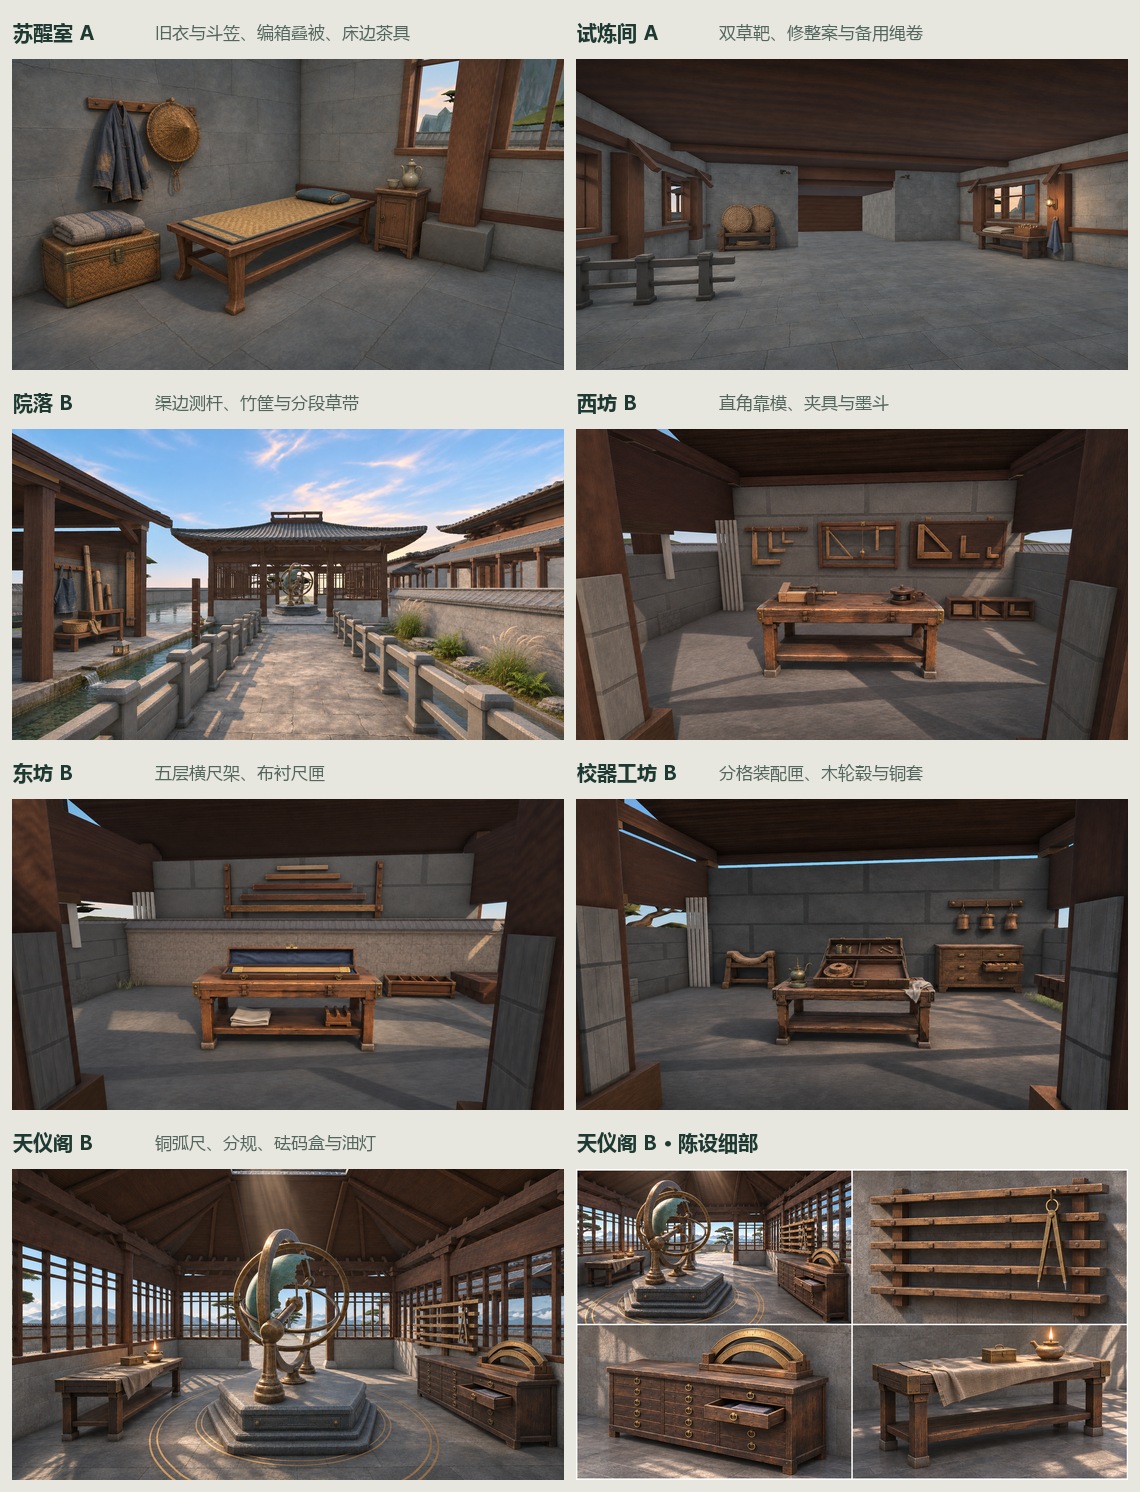 苏醒室 A
旧衣与斗笠、编箱叠被、床边茶具
试炼间 A
双草靶、修整案与备用绳卷
院落 B
渠边测杆、竹筐与分段草带
西坊 B
直角靠模、夹具与墨斗
东坊 B
五层横尺架、布衬尺匣
校器工坊 B
分格装配匣、木轮毂与铜套
天仪阁 B
铜弧尺、分规、砝码盒与油灯
天仪阁 B · 陈设细部